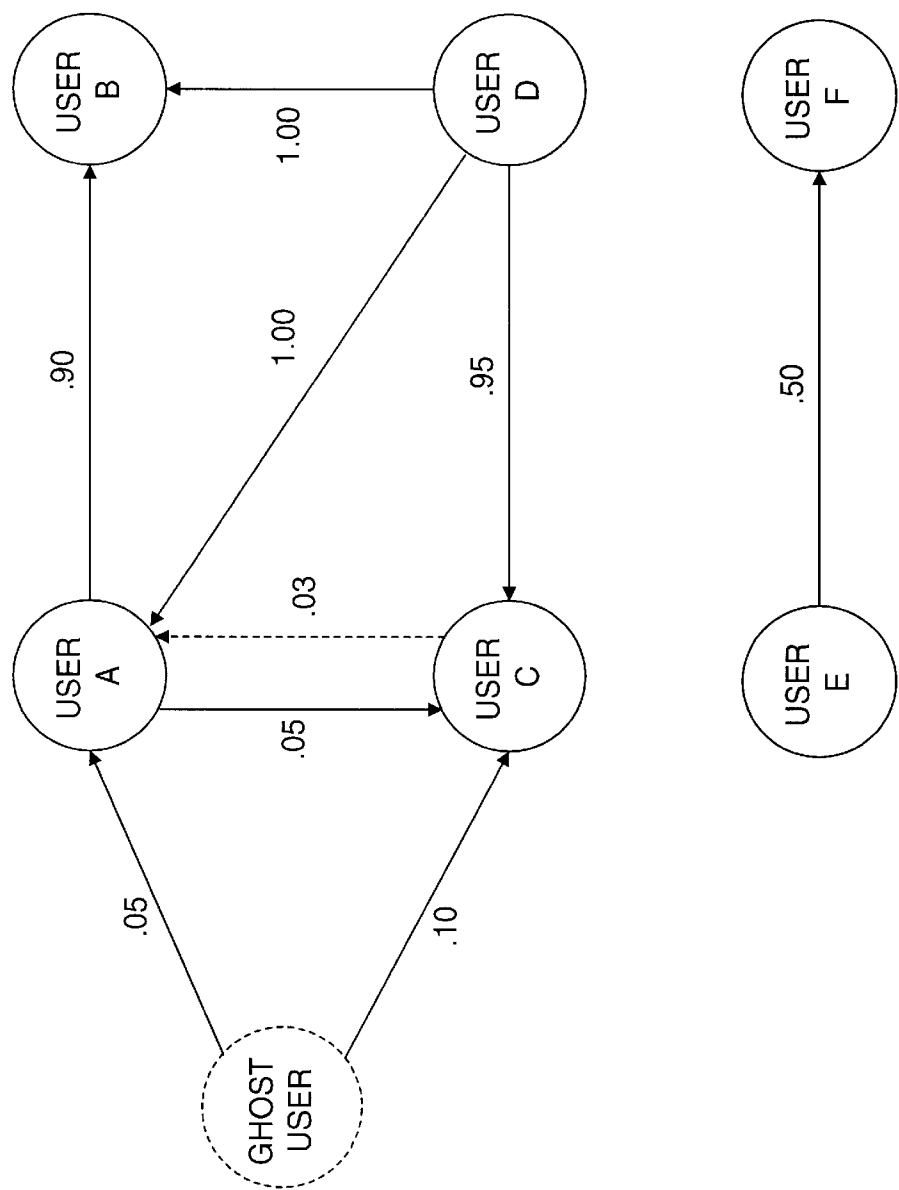 .90
USER
A
USER
B
.05
GHOST
USER
.05
.03
1.00
1.00
.10
.95
USER
C
USER
D
.50
USER
E
USER
F